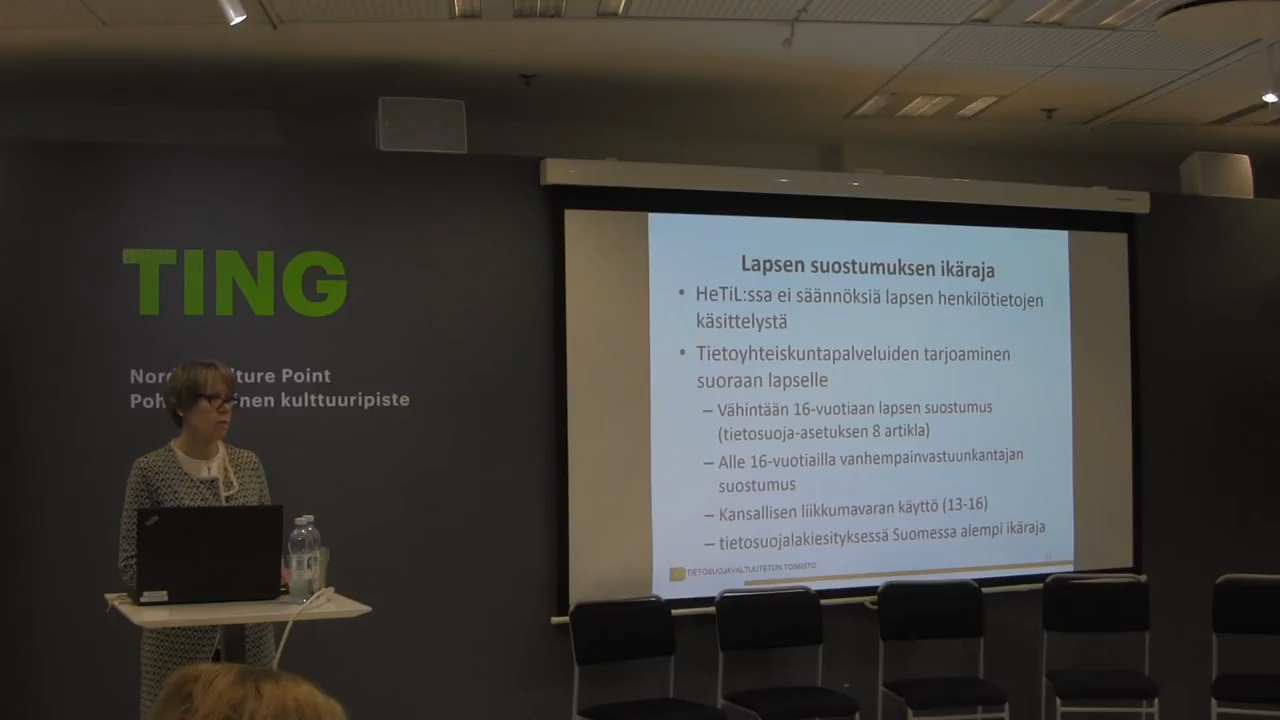 TING
Nord ture Point
Poh nen kulttuuripiste
Lapsen suostumuksen ikäraja
• HeTiL:ssa ei säännöksiä lapsen henkilötietojen
käsittelystä
• Tietoyhteiskuntapalveluiden tarjoaminen
suoraan lapselle
– Vähintään 16-vuotiaan lapsen suostumus
(tietosuoja-asetuksen 8 artikla)
– Alle 16-vuotiailla vanhempainvastuunkantajan
suostumus
– Kansallisen liikkumavaran käyttö (13-16)
– tietosuojalakiesityksessä Suomessa alempi ikäraja
TIETOSUOJAVALTUUTETUN TOIMISTO